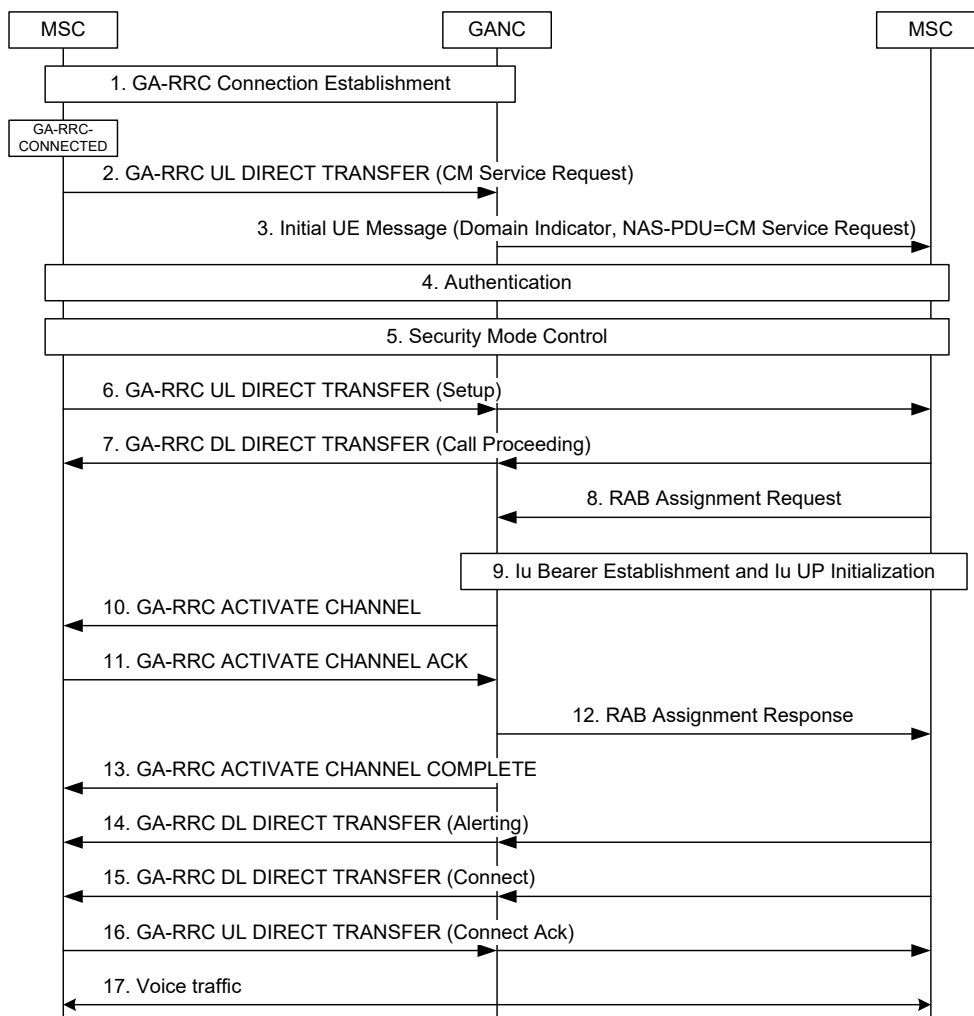 MSC
GANC
MSC
1. GA-RRC Connection Establishment
GA-RRC-
CONNECTED
2. GA-RRC UL DIRECT TRANSFER (CM Service Request)
3. Initial UE Message (Domain Indicator, NAS-PDU=CM Service Request)
4. Authentication
5. Security Mode Control
6. GA-RRC UL DIRECT TRANSFER (Setup)
7. GA-RRC DL DIRECT TRANSFER (Call Proceeding)
8. RAB Assignment Request
9. Iu Bearer Establishment and Iu UP Initialization
10. GA-RRC ACTIVATE CHANNEL
11. GA-RRC ACTIVATE CHANNEL ACK
12. RAB Assignment Response
13. GA-RRC ACTIVATE CHANNEL COMPLETE
14. GA-RRC DL DIRECT TRANSFER (Alerting)
15. GA-RRC DL DIRECT TRANSFER (Connect)
16. GA-RRC UL DIRECT TRANSFER (Connect Ack)
17. Voice traffic